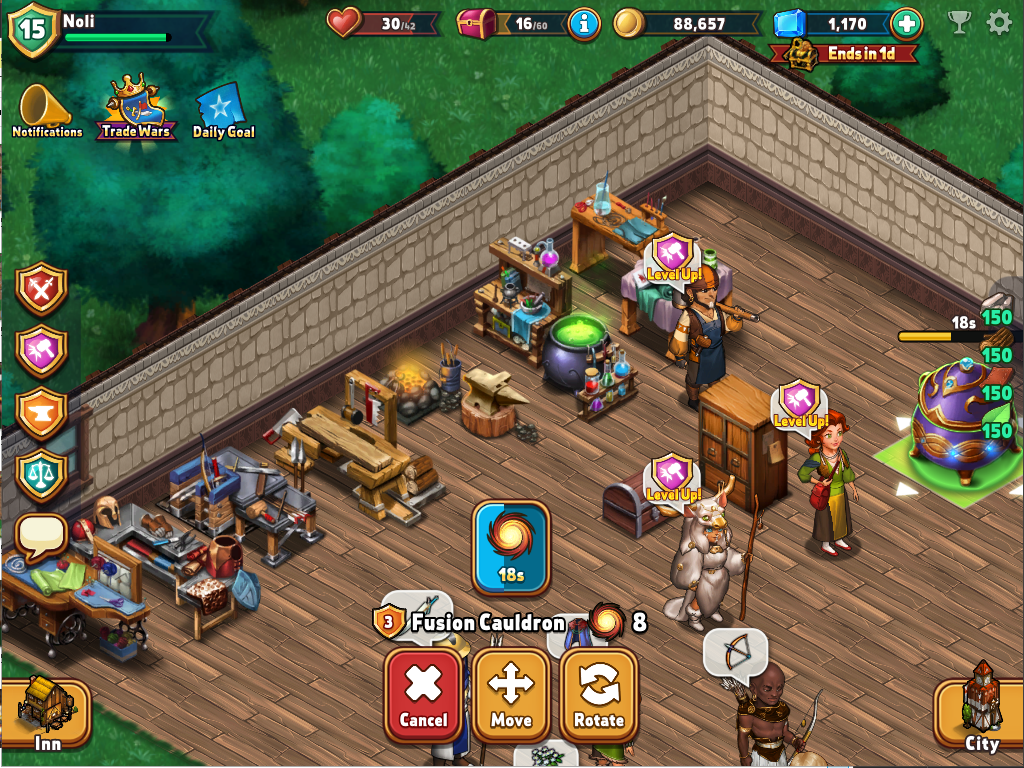 15
Noli
30/42
16/60
88,657
1,170
Ends in 1d
Notifications
Trade Wars
Daily Goal
Level Up!
18s
150
150
150
150
Level Up!
Level Up!
18s
3 Fusion Cauldron 8
Cancel
Move
Rotate
Inn
City